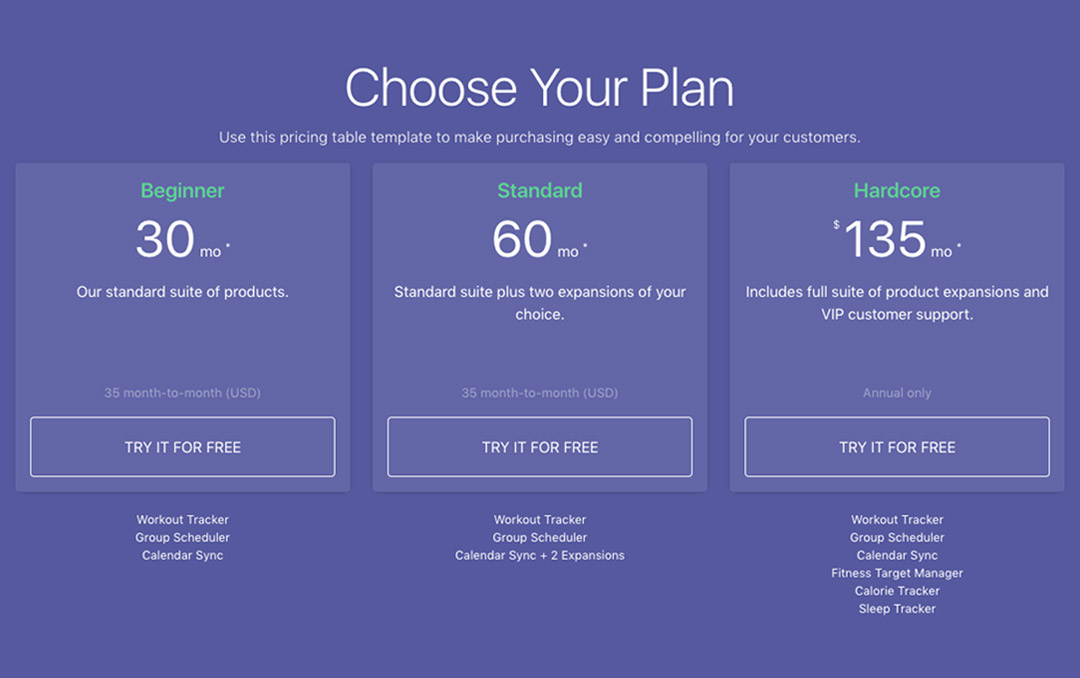 Choose Your Plan
Use this pricing table template to make purchasing easy and compelling for your customers.
Beginner
30 mo *
Our standard suite of products.
35 month-to-month (USD)
TRY IT FOR FREE
Workout Tracker
Group Scheduler
Calendar Sync
Standard
60 mo *
Standard suite plus two expansions of your
choice.
35 month-to-month (USD)
TRY IT FOR FREE
Workout Tracker
Group Scheduler
Calendar Sync + 2 Expansions
Hardcore
$ 135 mo *
Includes full suite of product expansions and
VIP customer support.
Annual only
TRY IT FOR FREE
Workout Tracker
Group Scheduler
Calendar Sync
Fitness Target Manager
Calorie Tracker
Sleep Tracker